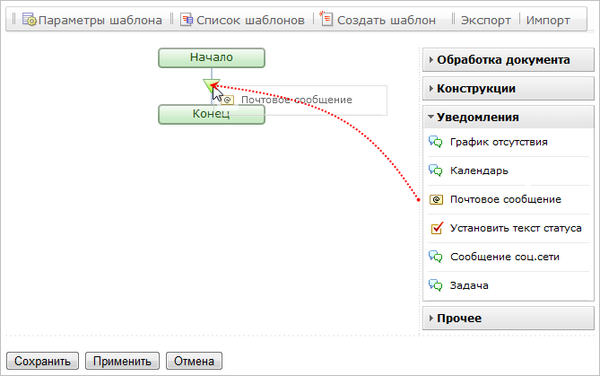 Параметры шаблона Список шаблонов Создать шаблон Экспорт Импорт
Начало
Почтовое сообщение
Конец
Обработка документа
Конструкции
Уведомления
График отсутствия
Календарь
Почтовое сообщение
Установить текст статуса
Сообщение соц.сети
Задача
Прочее
Сохранить Применить Отмена